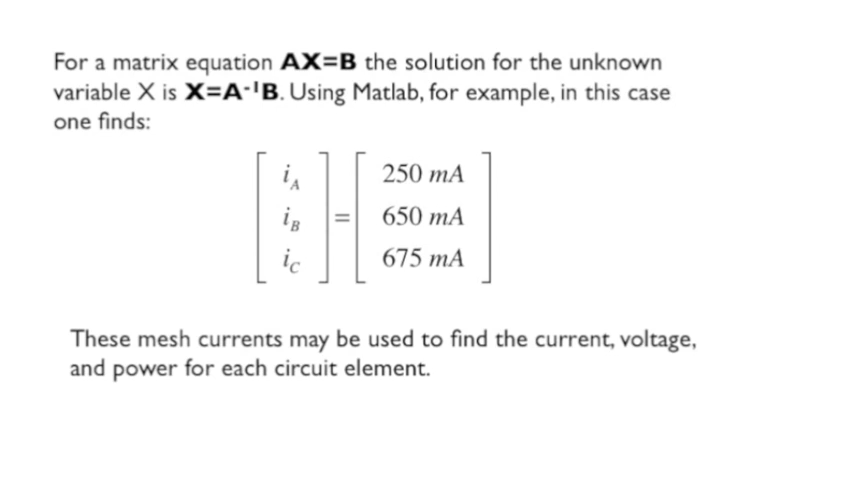 For a matrix equation AX=B the solution for the unknown
variable X is X=A⁻¹B. Using Matlab, for example, in this case
one finds:
[ i_A ] = [ 250 mA ]
[ i_B ] = [ 650 mA ]
[ i_C ] = [ 675 mA ]
These mesh currents may be used to find the current, voltage,
and power for each circuit element.